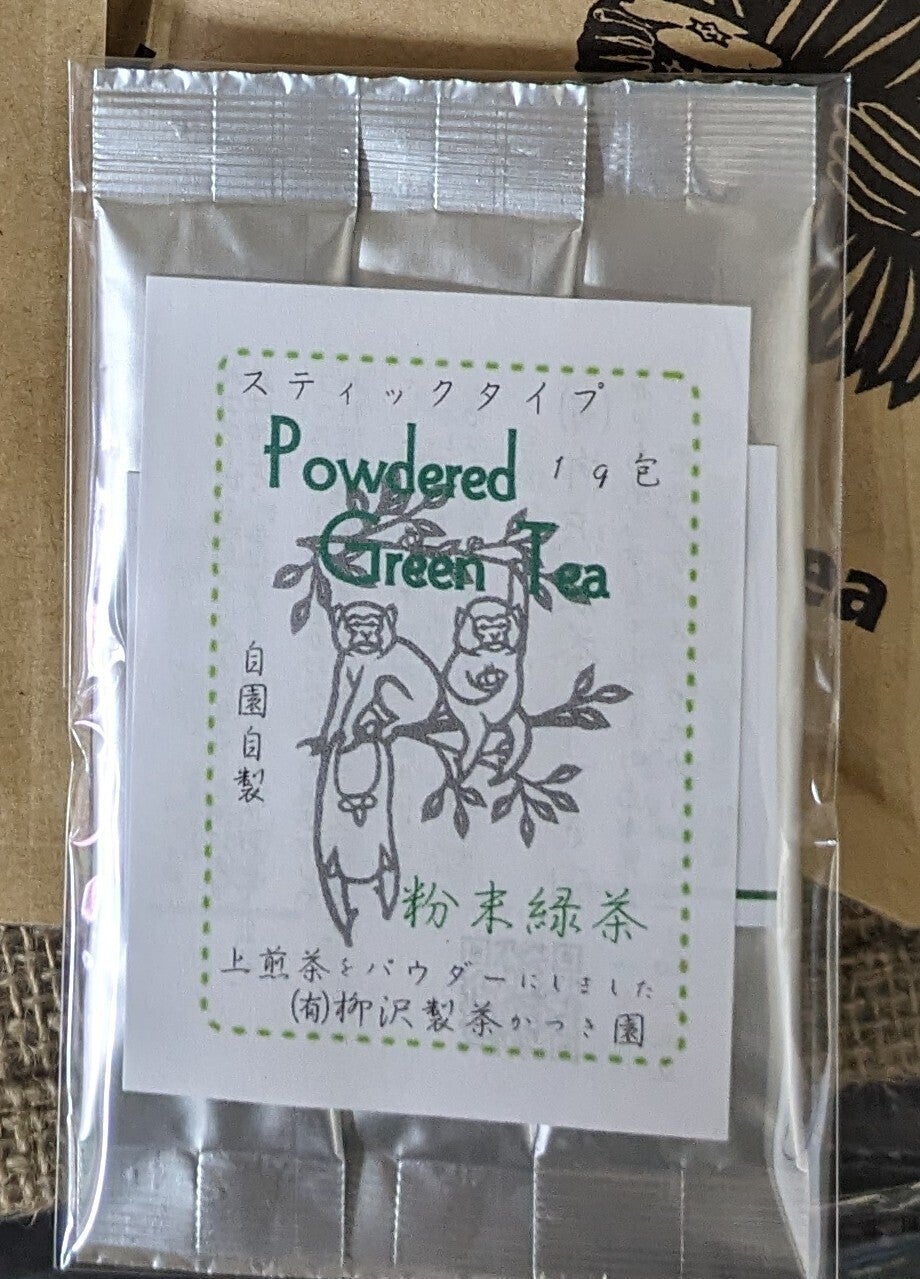 スティックタイプ
Powdered
1g包
Green Tea
自園自製
粉末緑茶
上煎茶をパウダーにしました
(有)柳沢製茶かつき園